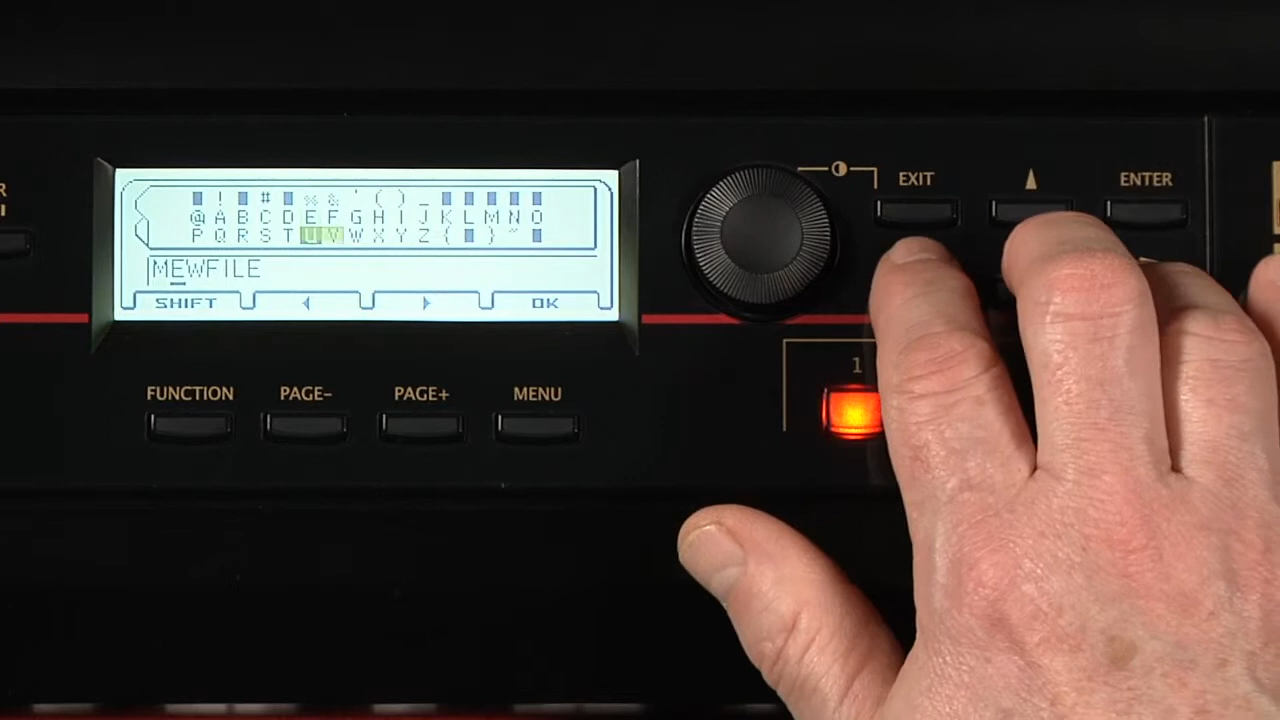 ! # % & ' ( ) _
@ A B C D E F G H I J K L M N O
P Q R S T U V W X Y Z { } ~
MEWFILE
SHIFT OK
EXIT ENTER
1
FUNCTION PAGE- PAGE+ MENU